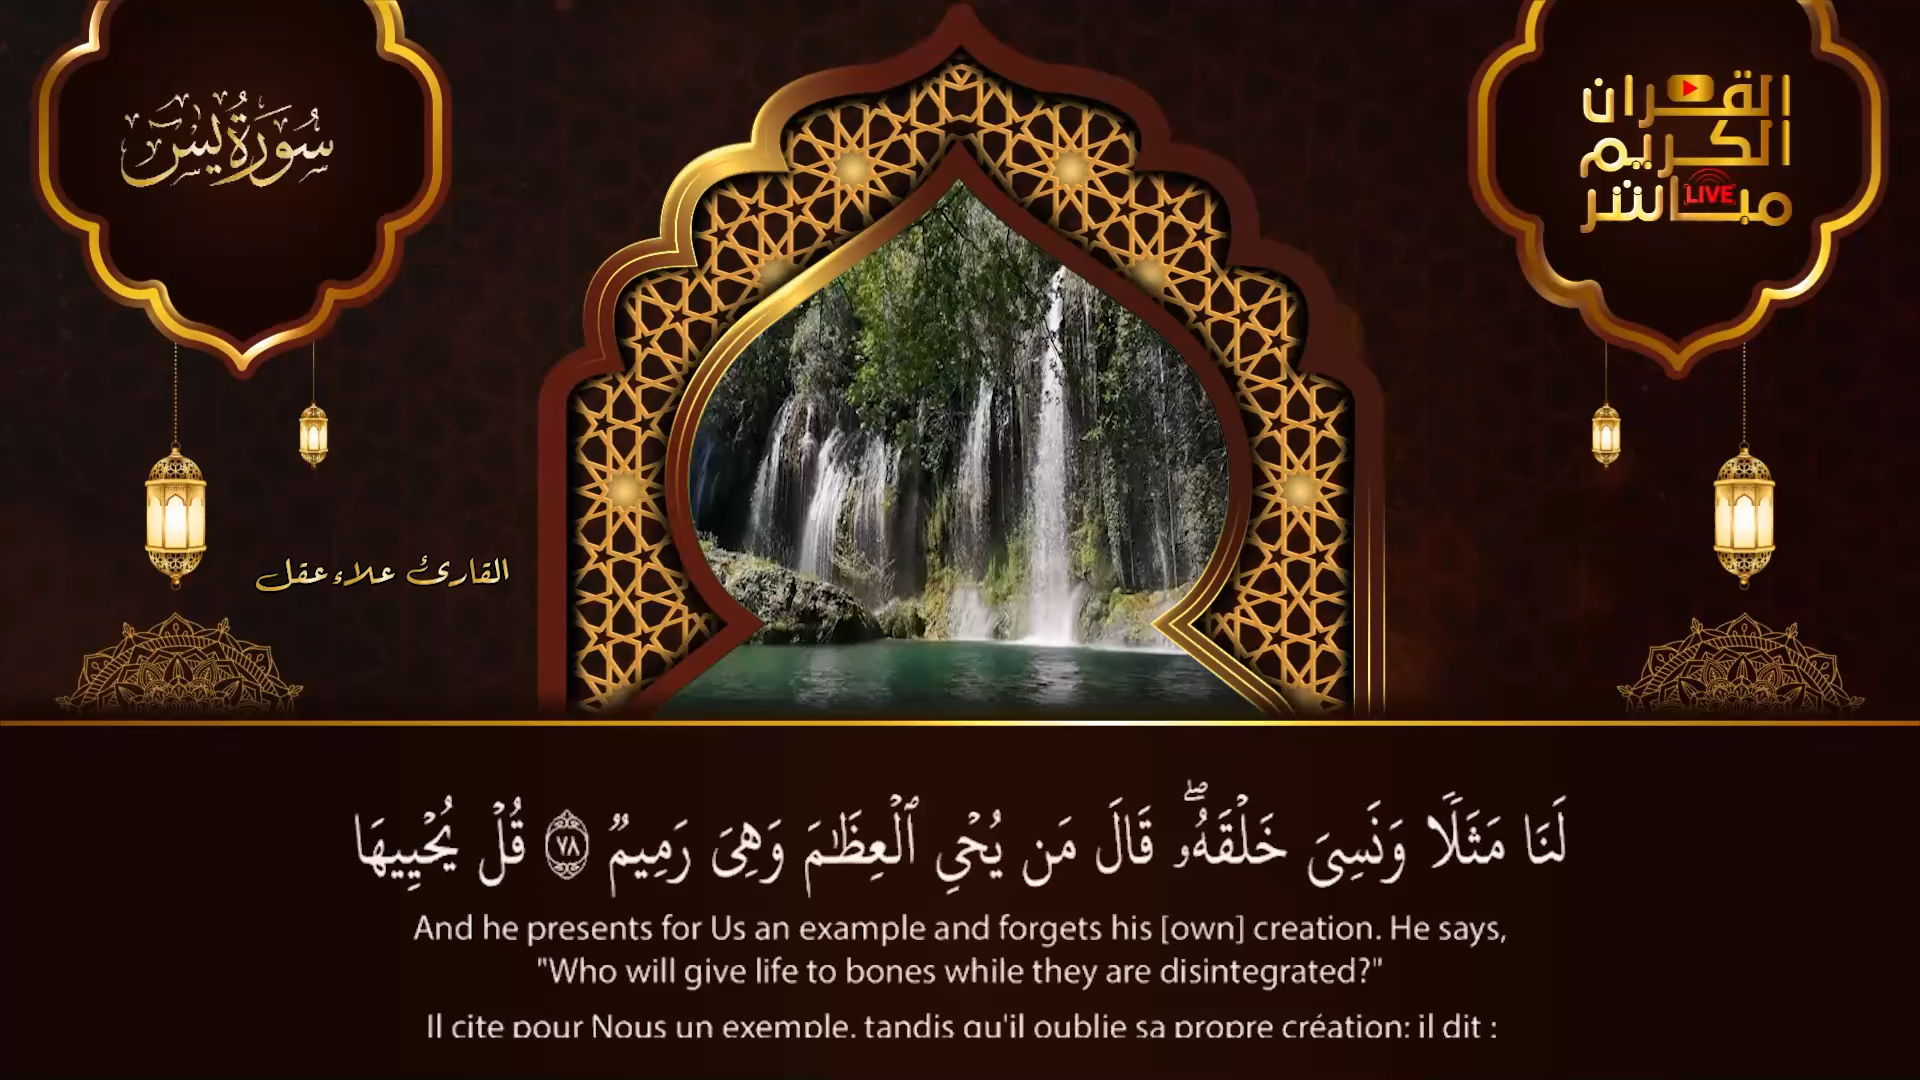 سُورَةُ يسٓ
القرآن
الكريم
مباشر
LIVE
القارئ علاء عقل
لَنَا مَثَلًا وَنَسِىَ خَلْقَهُۥۖ قَالَ مَن يُحْىِ ٱلْعِظَٰمَ وَهِىَ رَمِيمٌ ٧٨ قُلْ يُحْيِيهَا
And he presents for Us an example and forgets his [own] creation. He says,
"Who will give life to bones while they are disintegrated?"
Il cite pour Nous un exemple, tandis qu'il oublie sa propre création; il dit :